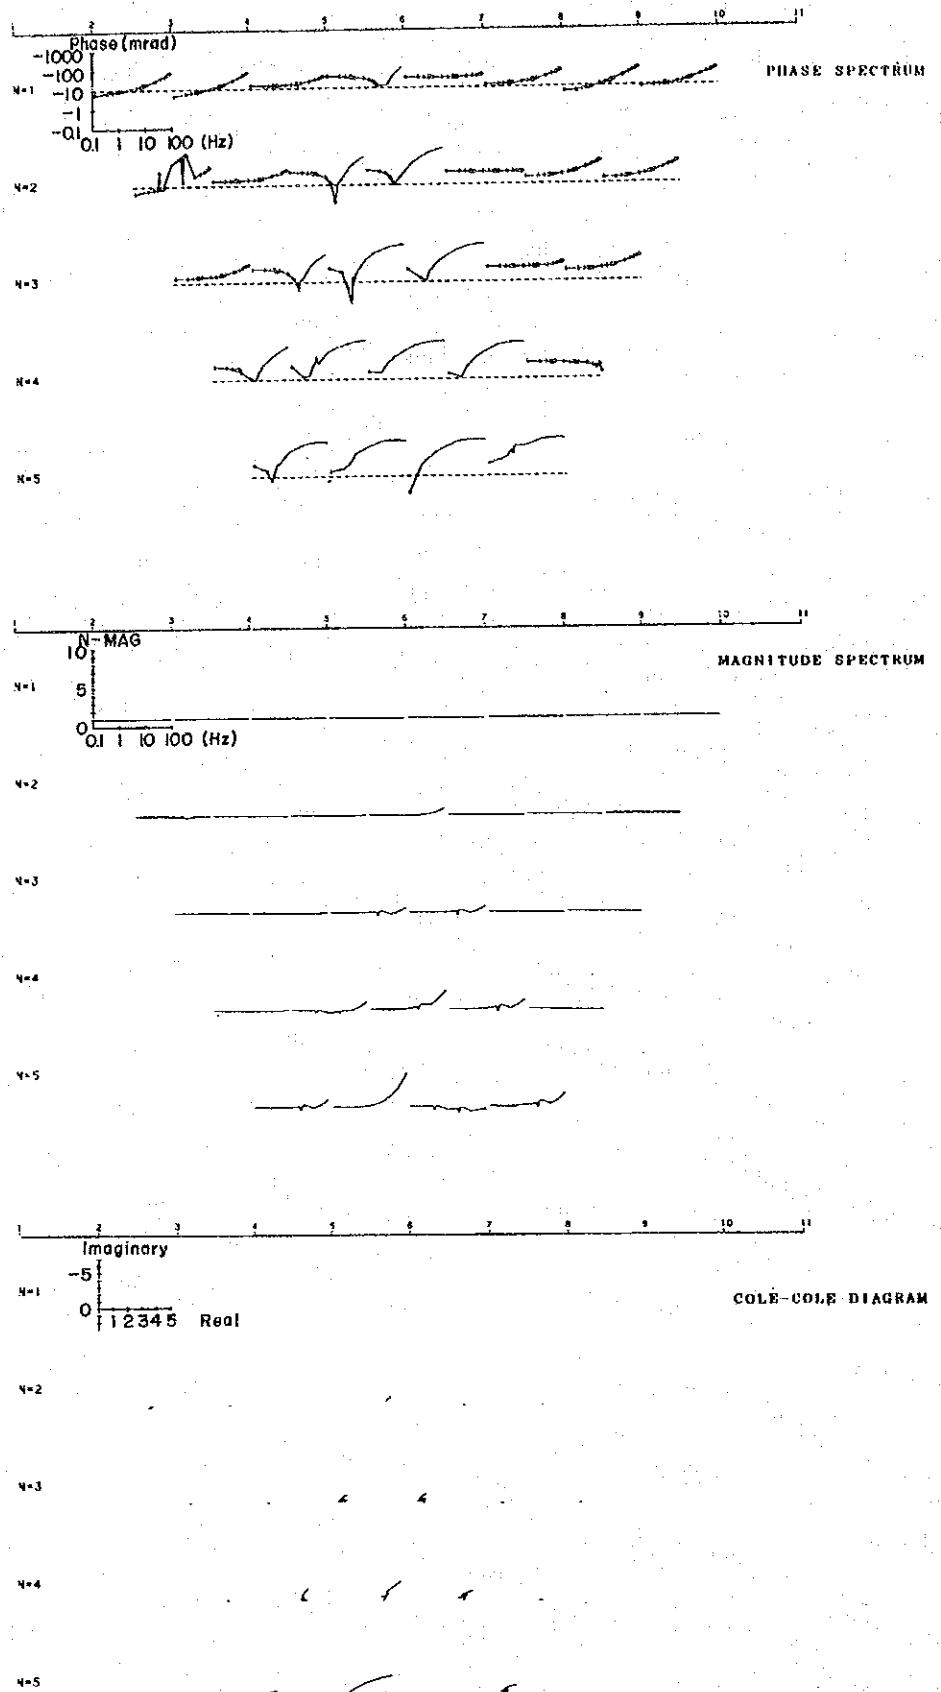 1 2 3 4 5 6 7 8 9 10 11
Phase (mrad)
-1000
-100
-10
-1
-0.1
PHASE SPECTRUM
N=1
0.1 1 10 100 (Hz)
N=2
N=3
N=4
N=5
1 2 3 4 5 6 7 8 9 10 11
N-MAG
10
5
0
MAGNITUDE SPECTRUM
N=1
0.1 1 10 100 (Hz)
N=2
N=3
N=4
N=5
1 2 3 4 5 6 7 8 9 10 11
Imaginary
-5
0
N=1
COLE-COLE DIAGRAM
1 2 3 4 5 Real
N=2
N=3
N=4
N=5